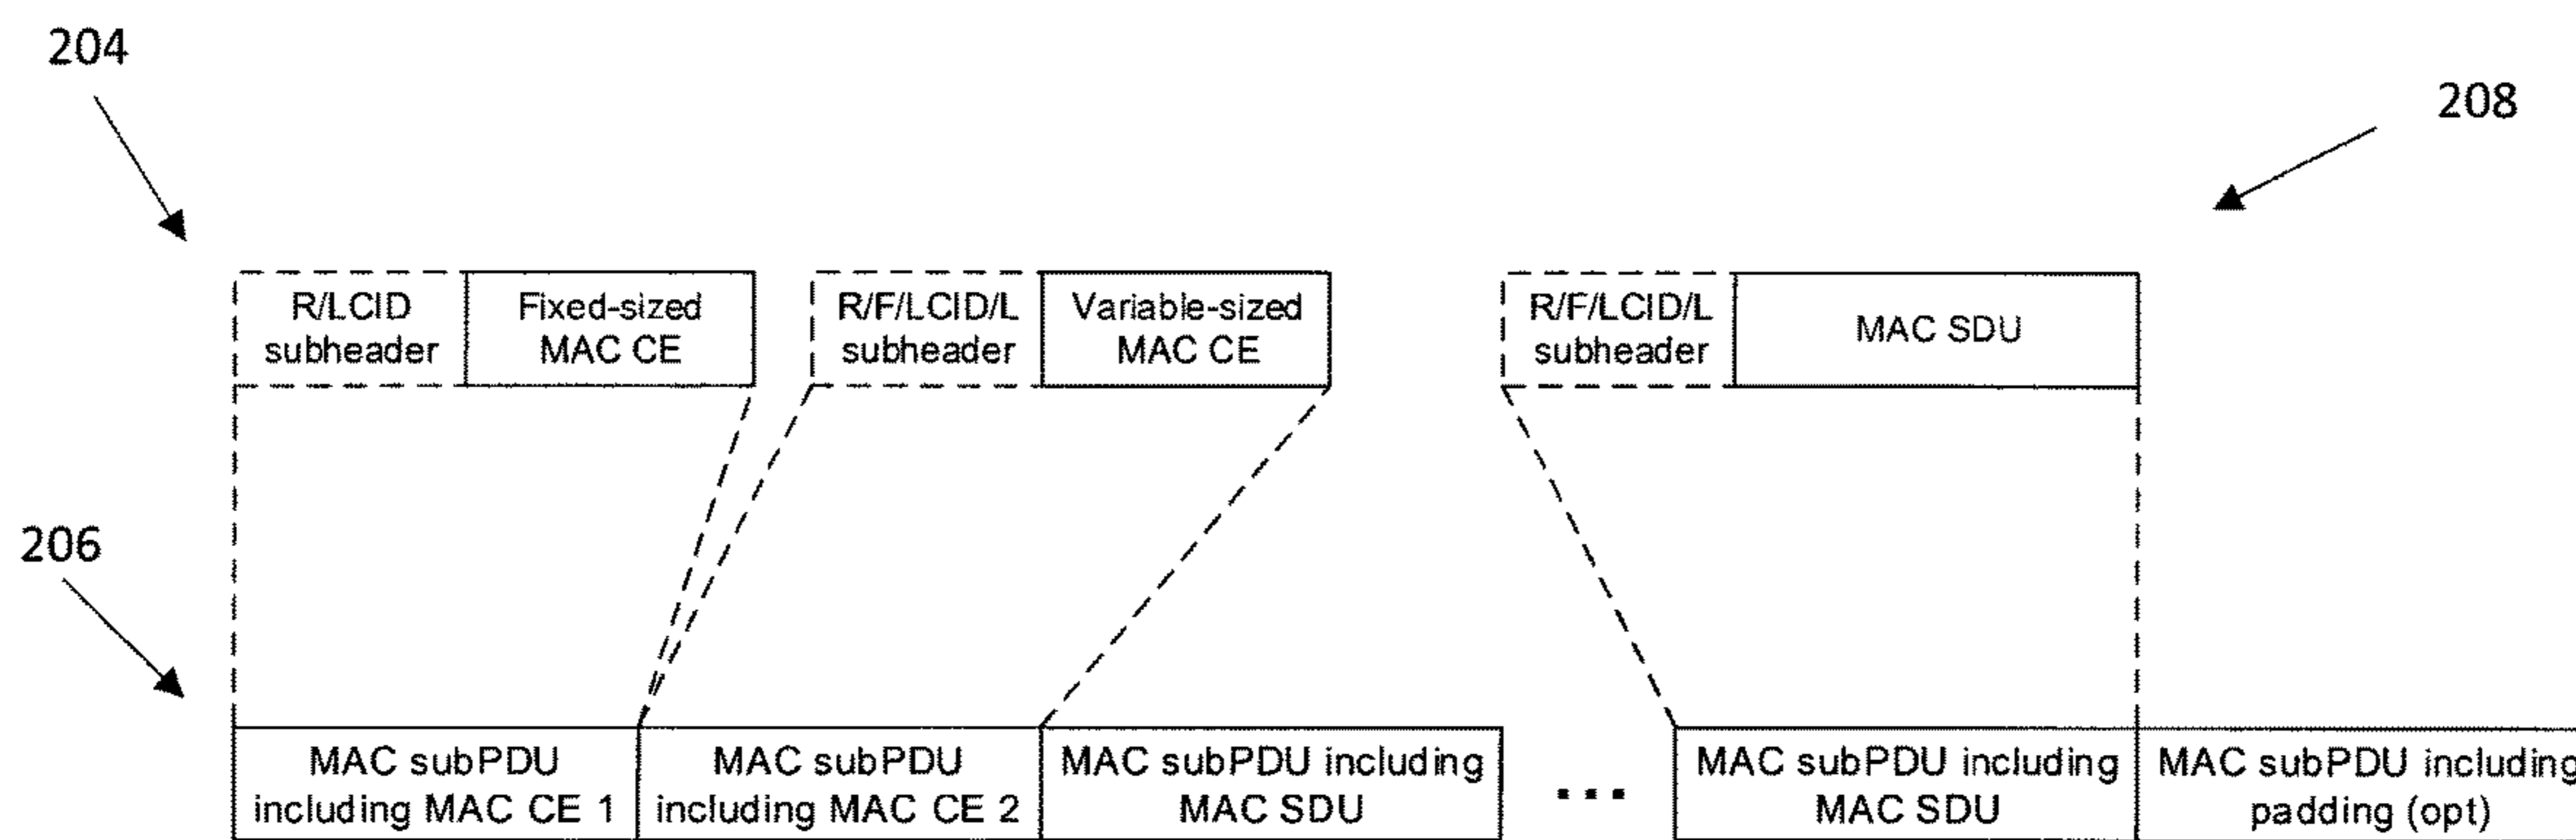 204
208
R/LCID
subheader
Fixed-sized
MAC CE
R/F/LCID/L
subheader
Variable-sized
MAC CE
R/F/LCID/L
subheader
MAC SDU
206
MAC subPDU
including MAC CE 1
MAC subPDU
including MAC CE 2
MAC subPDU including
MAC SDU
...
MAC subPDU including
MAC SDU
MAC subPDU including
padding (opt)